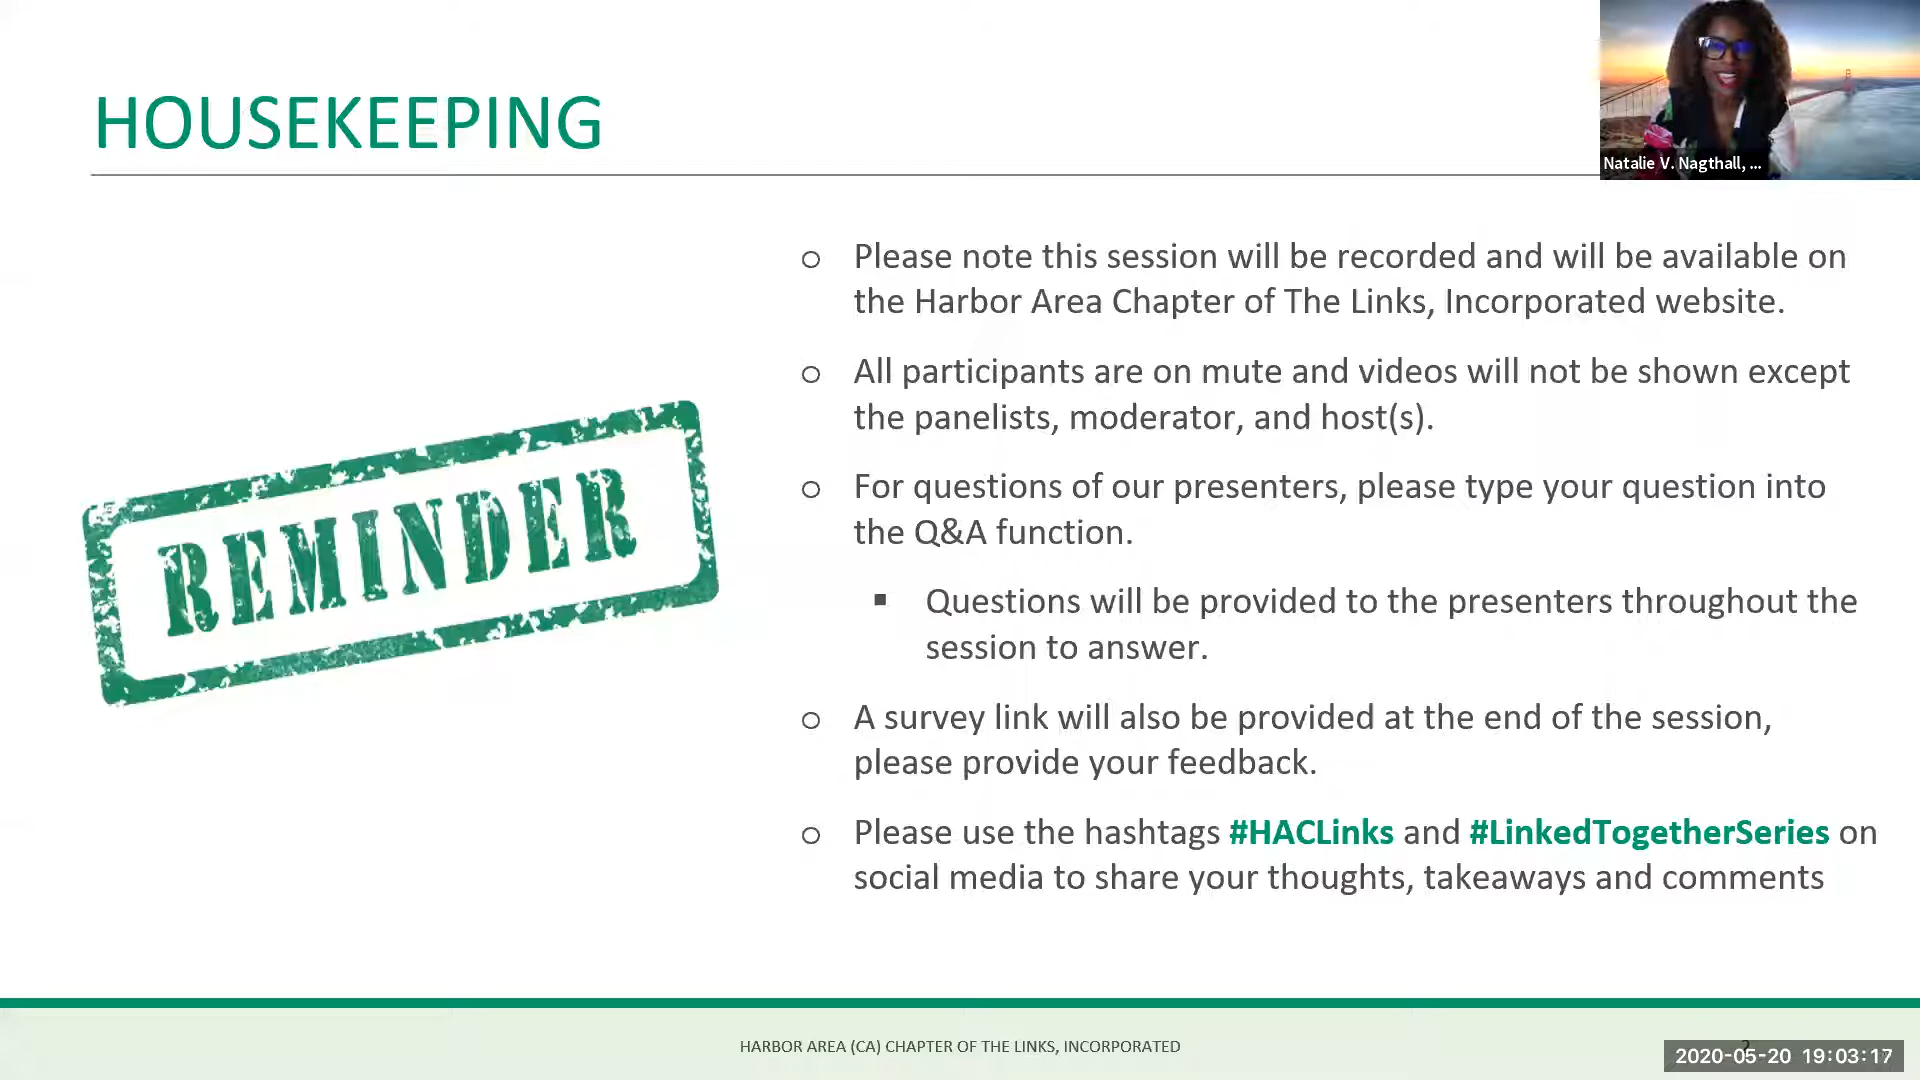 HOUSEKEEPING
Natalie V. Nagthall, ...
REMINDER
Please note this session will be recorded and will be available on
the Harbor Area Chapter of The Links, Incorporated website.
All participants are on mute and videos will not be shown except
the panelists, moderator, and host(s).
For questions of our presenters, please type your question into
the Q&A function.
Questions will be provided to the presenters throughout the
session to answer.
A survey link will also be provided at the end of the session,
please provide your feedback.
Please use the hashtags #HACLinks and #LinkedTogetherSeries on
social media to share your thoughts, takeaways and comments
HARBOR AREA (CA) CHAPTER OF THE LINKS, INCORPORATED
2
2020-05-20 19:03:17